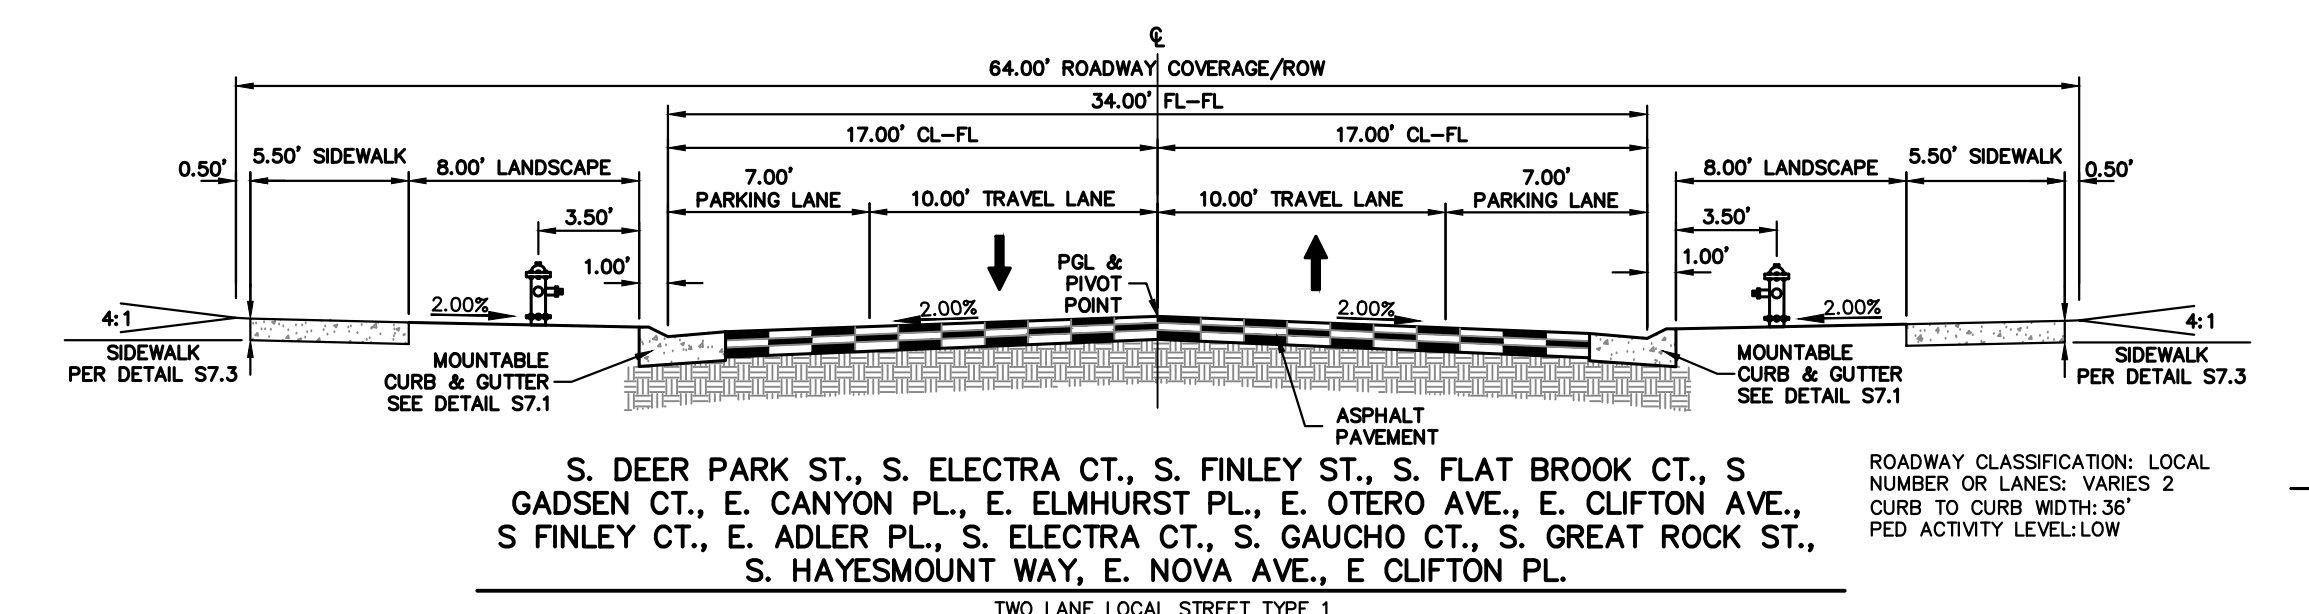 ℄
64.00' ROADWAY COVERAGE/ROW
34.00' FL-FL
17.00' CL-FL
17.00' CL-FL
0.50'
5.50' SIDEWALK
8.00' LANDSCAPE
7.00'
PARKING LANE
10.00' TRAVEL LANE
10.00' TRAVEL LANE
7.00'
PARKING LANE
8.00' LANDSCAPE
5.50' SIDEWALK
0.50'
3.50'
3.50'
1.00'
1.00'
PGL &
PIVOT
POINT
2.00%
2.00%
2.00%
2.00%
4:1
4:1
SIDEWALK
PER DETAIL S7.3
MOUNTABLE
CURB & GUTTER
SEE DETAIL S7.1
ASPHALT
PAVEMENT
MOUNTABLE
CURB & GUTTER
SEE DETAIL S7.1
SIDEWALK
PER DETAIL S7.3
S. DEER PARK ST., S. ELECTRA CT., S. FINLEY ST., S. FLAT BROOK CT., S
GADSEN CT., E. CANYON PL., E. ELMHURST PL., E. OTERO AVE., E. CLIFTON AVE.,
S FINLEY CT., E. ADLER PL., S. ELECTRA CT., S. GAUCHO CT., S. GREAT ROCK ST.,
S. HAYESMOUNT WAY, E. NOVA AVE., E CLIFTON PL.
TWO LANE LOCAL STREET TYPE 1
ROADWAY CLASSIFICATION: LOCAL
NUMBER OR LANES: VARIES 2
CURB TO CURB WIDTH: 36'
PED ACTIVITY LEVEL: LOW